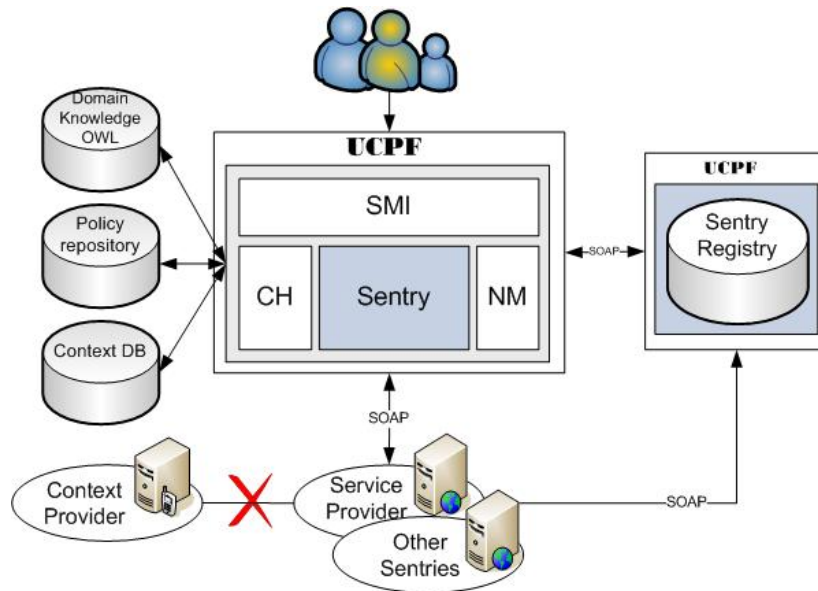 Domain
Knowledge
OWL
Policy
repository
Context DB
UCPF
SMI
CH
Sentry
NM
SOAP
UCPF
Sentry
Registry
SOAP
Context
Provider
Service
Provider
Other
Sentries
SOAP